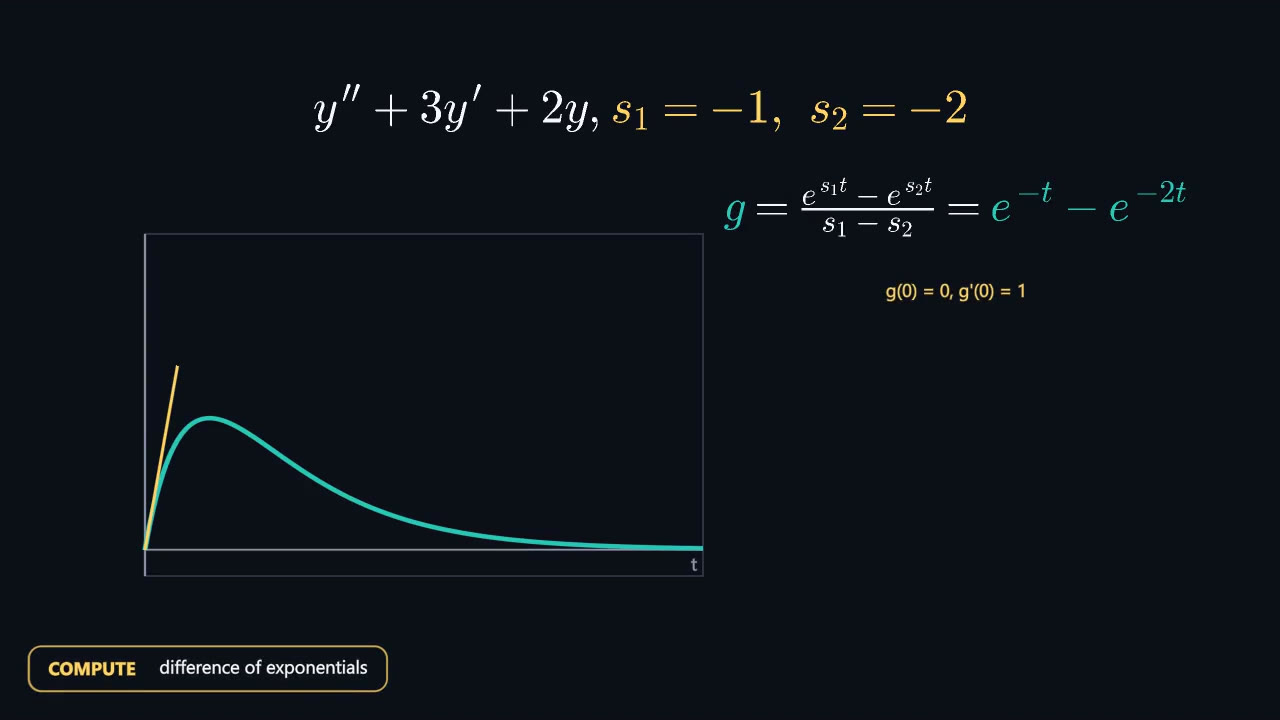 y'' + 3y' + 2y, s₁ = −1, s₂ = −2
g = \frac{e^{s₁t} − e^{s₂t}}{s₁ − s₂} = e^{−t} − e^{−2t}
g(0) = 0, g'(0) = 1
t
COMPUTE difference of exponentials